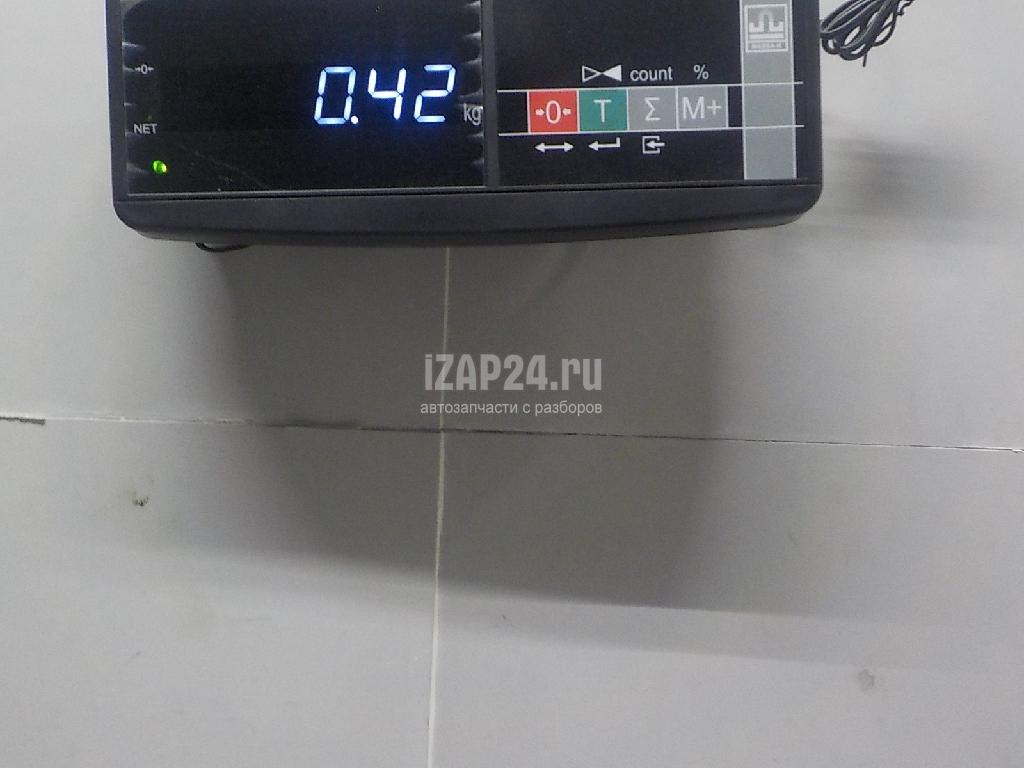 →0←
0.42 kg
NET
count %
→0← T Σ M+
iZAP24.ru
автозапчасти с разборов